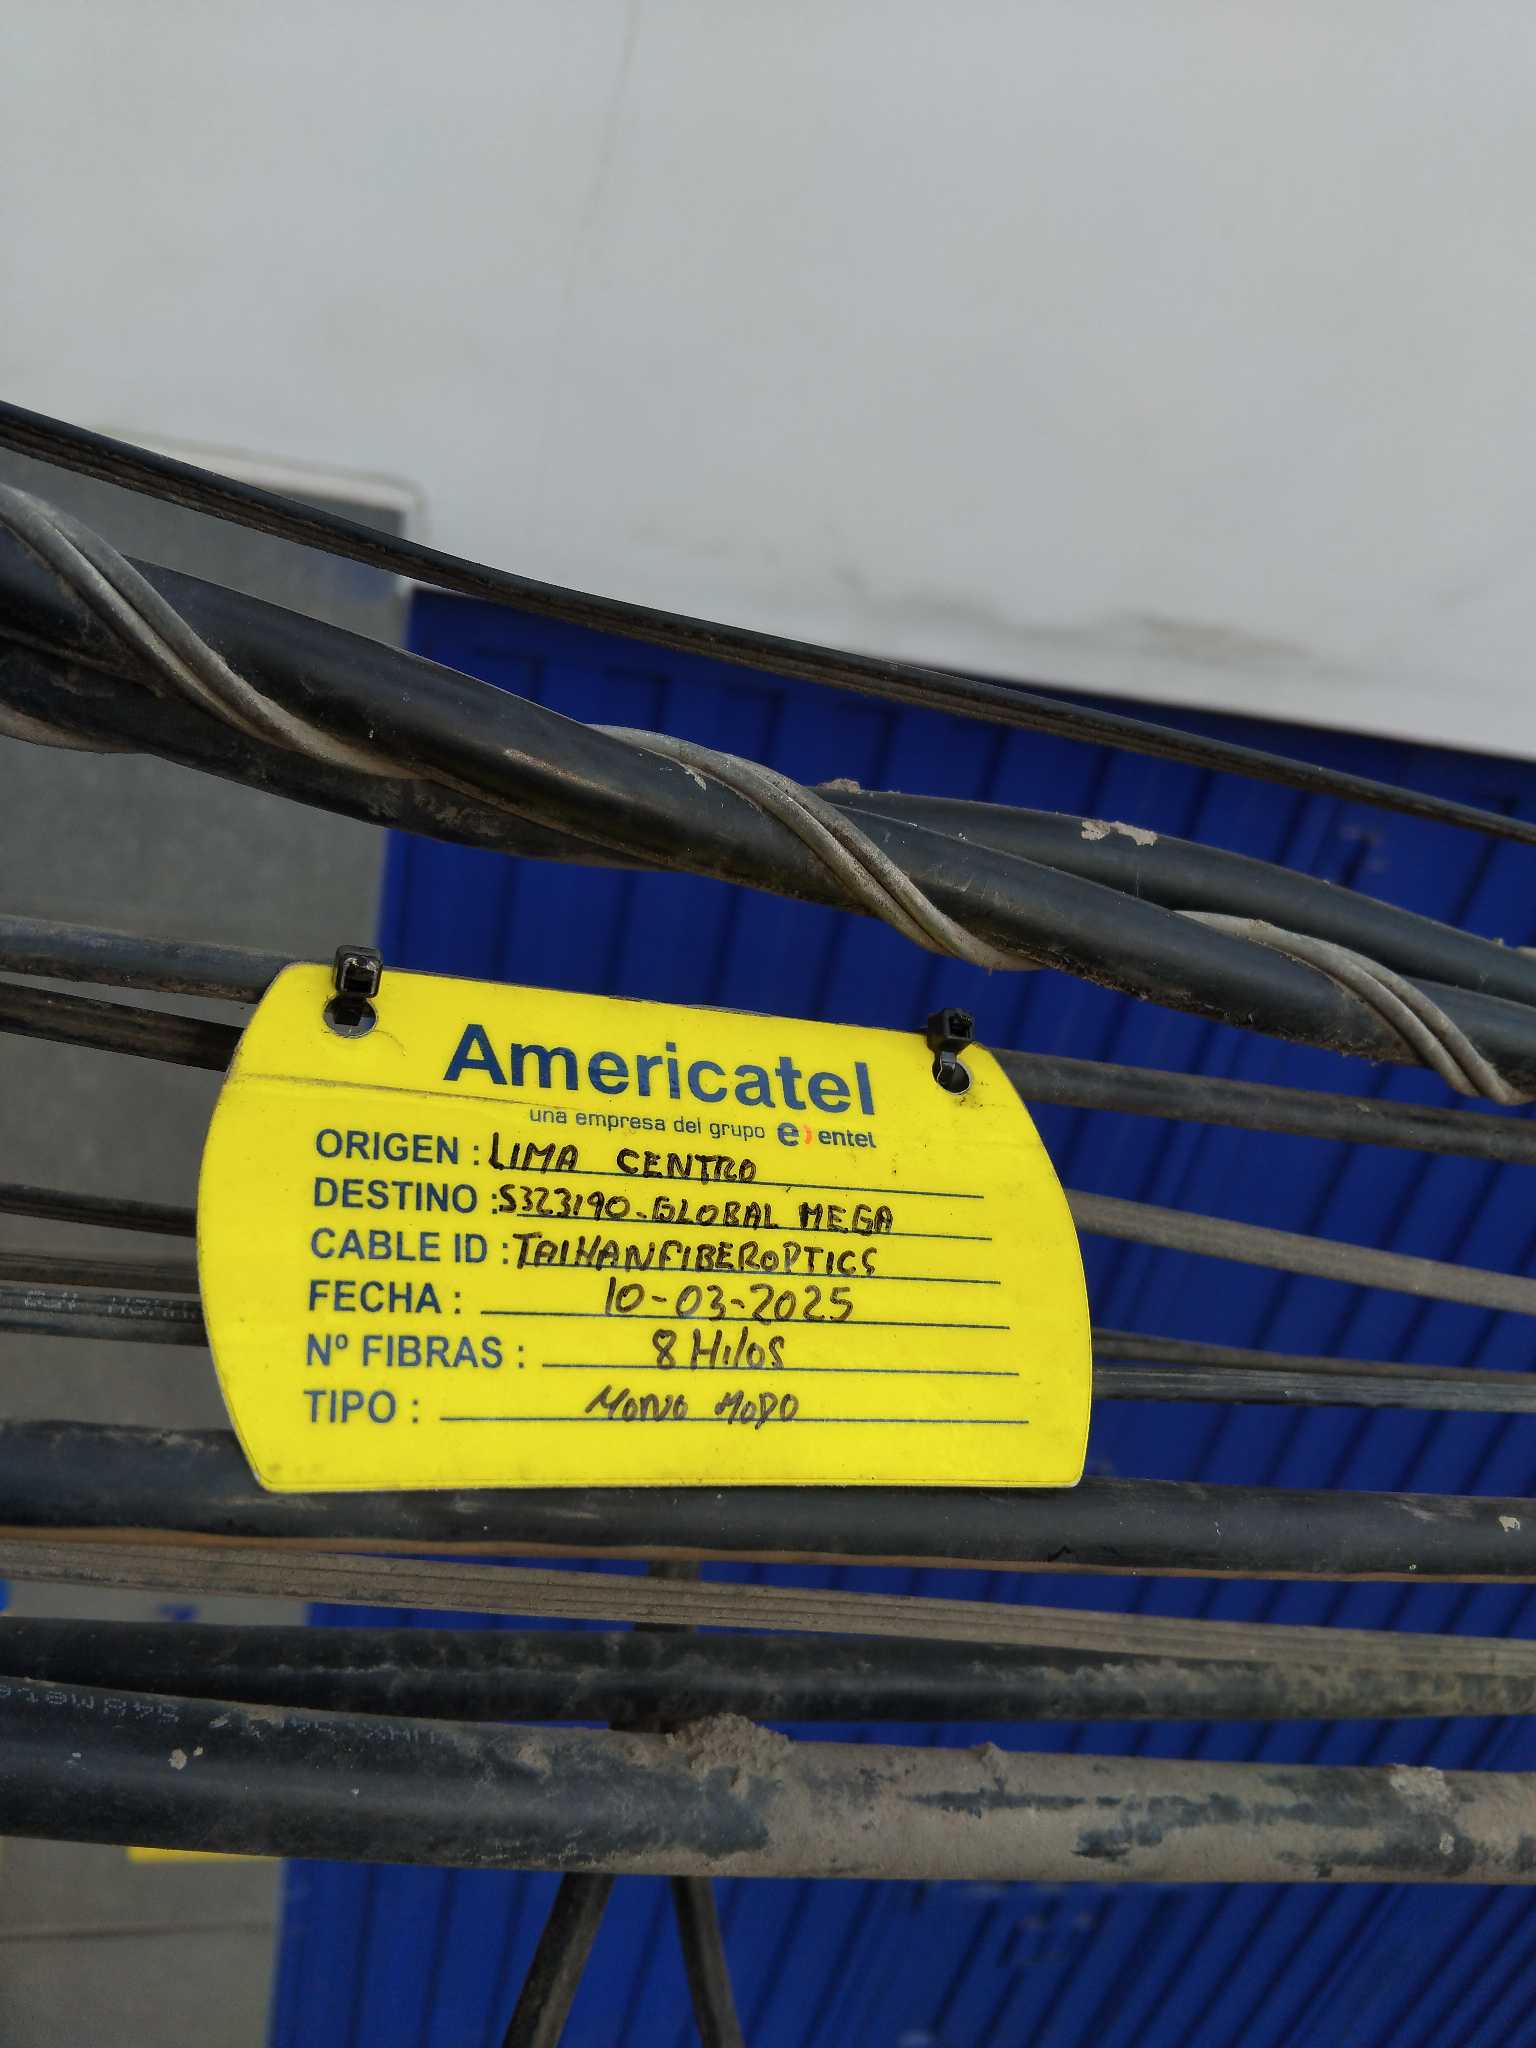 Americatel
una empresa del grupo e) entel
ORIGEN : LIMA CENTRO
DESTINO : S323190-GLOBAL MEGA
CABLE ID : TAIHANFIBEROPTICS
FECHA : 10-03-2025
Nº FIBRAS : 8 Hilos
TIPO : MONO MODO